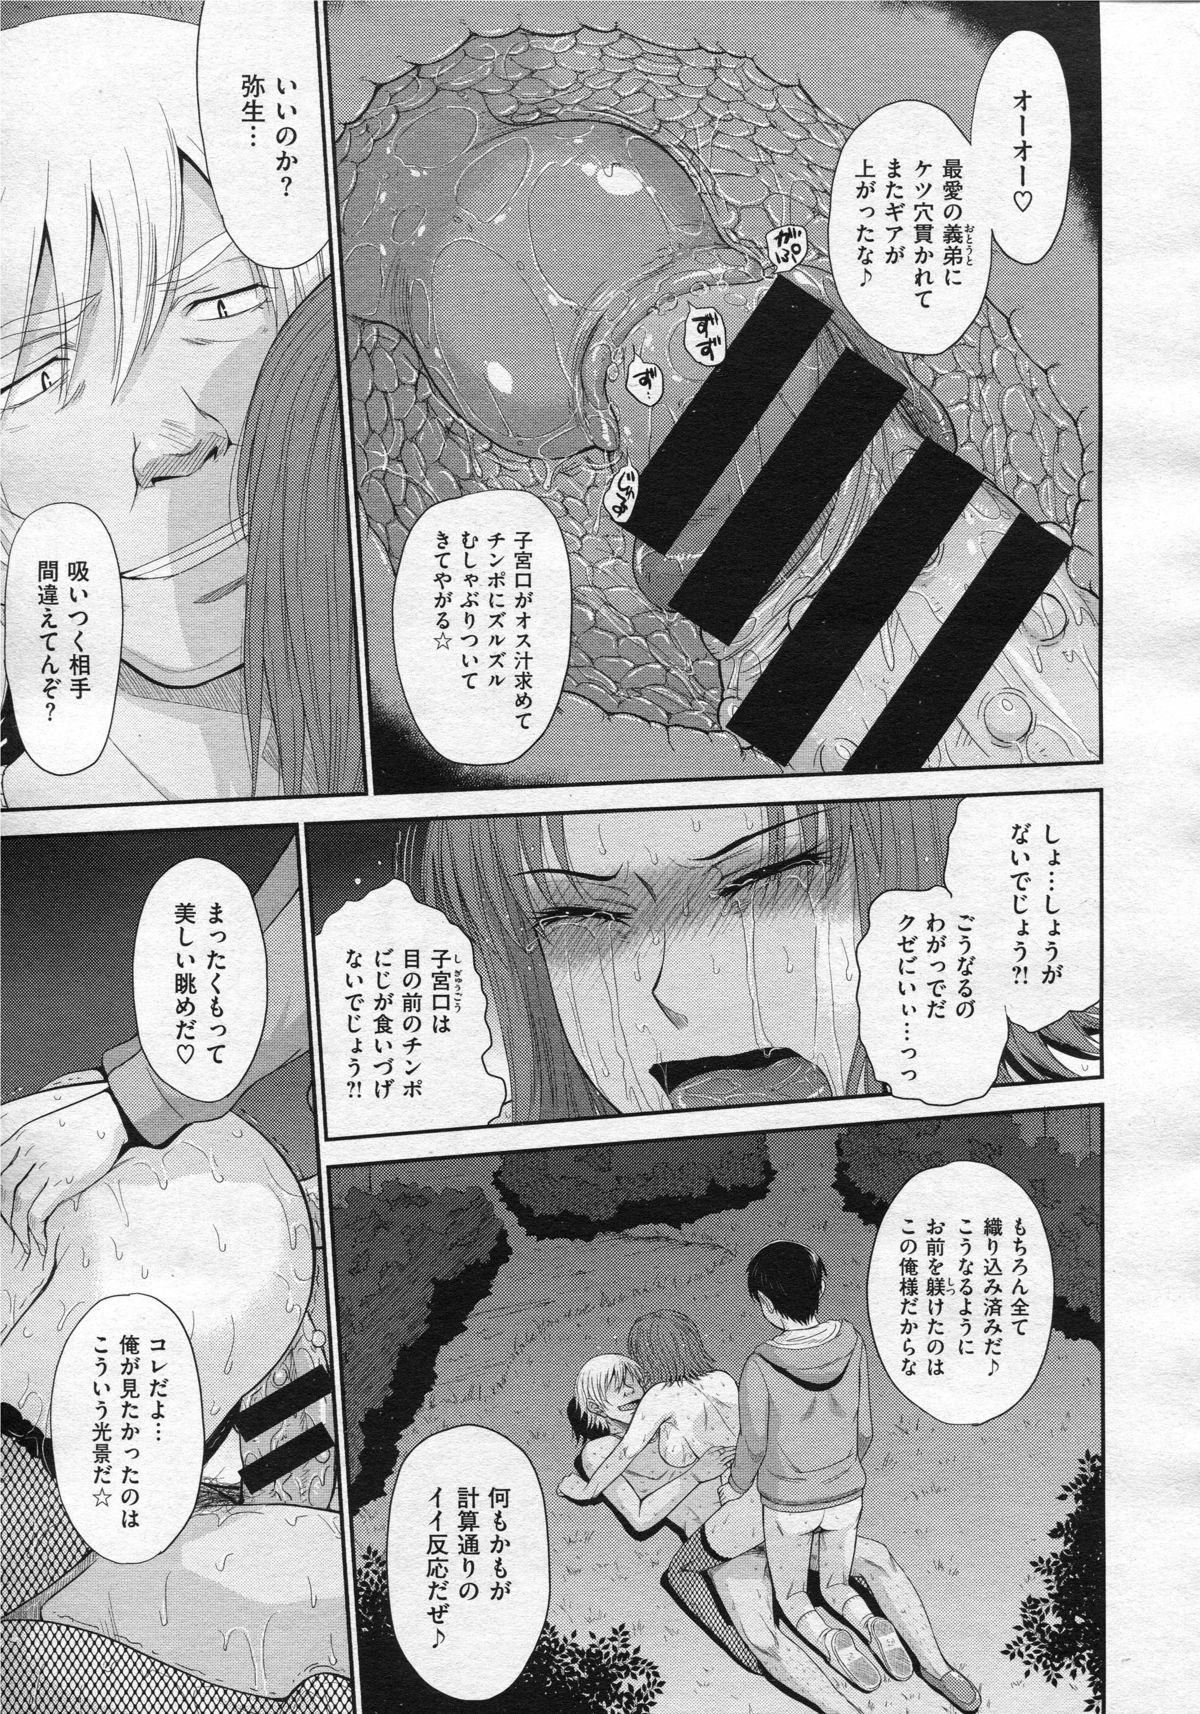 オーオー♡
最愛の義弟に
おとうと
ケツ穴貫かれて
またギアが
上がったな♪
がぷ°
ずずず
ず…
じゅる
子宮口がオス汁求めて
チンポにズルズル
むしゃぶりついて
きてやがる☆
いいのか?
弥生…
吸いつく相手
間違えてんぞ?
しょ…しょうが
ないでじょう?!
ごうなるの
わがっでだ
クゼにいぃ…っっ
子宮口は
目の前のチンポ
にじが食いづげ
ないでじょう?!
まったくもって
美しい眺めだ♡
もちろん全て
織り込み済みだ♪
こうなるように
お前を躾けたのは
しつ
この俺様だからな
何もかもが
計算通りの
イイ反応だぜ♪
コレだよ…
俺が見たかったのは
こういう光景だ☆